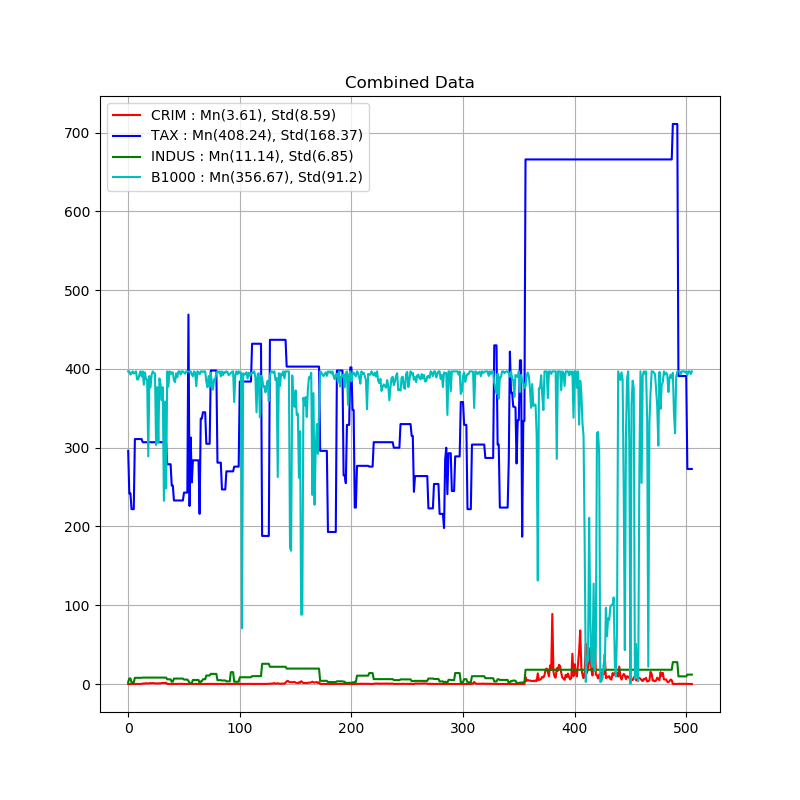 Combined Data
CRIM : Mn(3.61), Std(8.59)
TAX : Mn(408.24), Std(168.37)
INDUS : Mn(11.14), Std(6.85)
B1000 : Mn(356.67), Std(91.2)
700
600
500
400
300
200
100
0
0 100 200 300 400 500